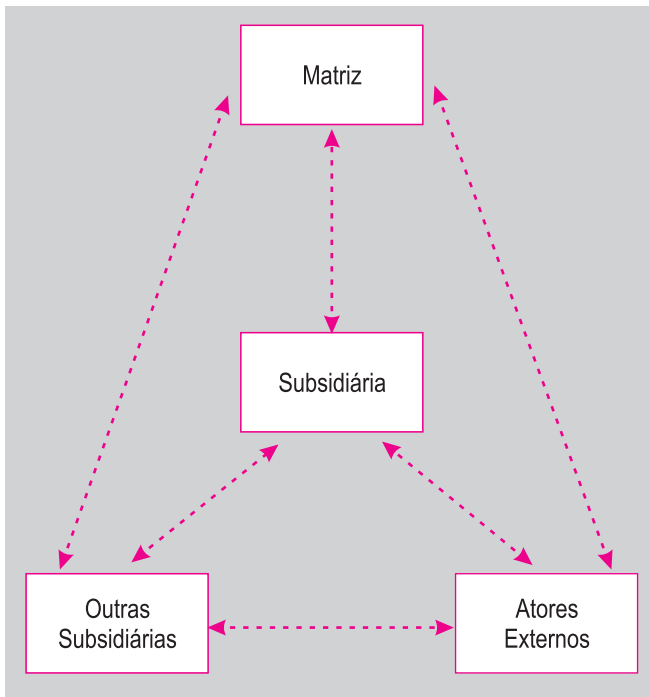 Matriz
Subsidiária
Outras
Subsidiárias
Atores
Externos